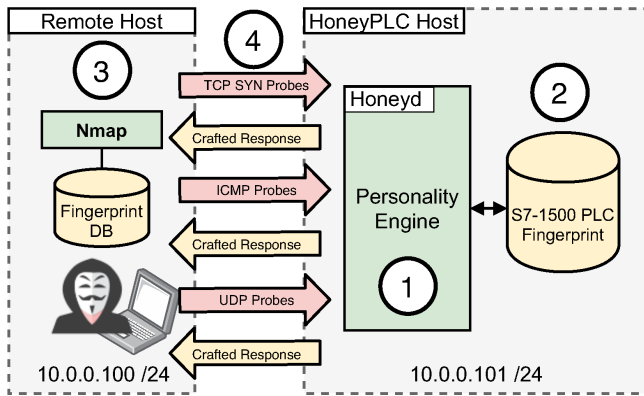 Remote Host
HoneyPLC Host
4
3
TCP SYN Probes
2
Honeyd
Nmap
Crafted Response
ICMP Probes
Personality
Engine
S7-1500 PLC
Fingerprint
Fingerprint
DB
Crafted Response
UDP Probes
1
Crafted Response
10.0.0.100 /24
10.0.0.101 /24